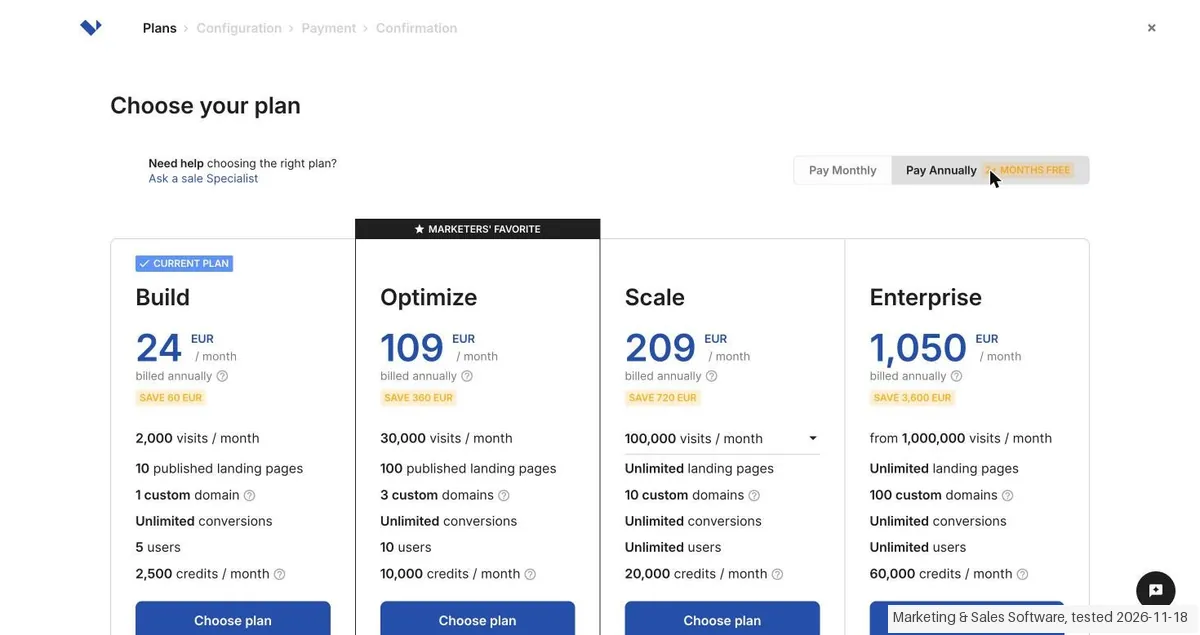 Plans › Configuration › Payment › Confirmation
Choose your plan
Need help choosing the right plan?
Ask a sale Specialist
Pay Monthly
Pay Annually MONTHS FREE
★ MARKETERS' FAVORITE
✓ CURRENT PLAN
Build
24 EUR
/ month
billed annually
SAVE 60 EUR
2,000 visits / month
10 published landing pages
1 custom domain
Unlimited conversions
5 users
2,500 credits / month
Choose plan
Optimize
109 EUR
/ month
billed annually
SAVE 360 EUR
30,000 visits / month
100 published landing pages
3 custom domains
Unlimited conversions
10 users
10,000 credits / month
Choose plan
Scale
209 EUR
/ month
billed annually
SAVE 720 EUR
100,000 visits / month
Unlimited landing pages
10 custom domains
Unlimited conversions
Unlimited users
20,000 credits / month
Choose plan
Enterprise
1,050 EUR
/ month
billed annually
SAVE 3,600 EUR
from 1,000,000 visits / month
Unlimited landing pages
100 custom domains
Unlimited conversions
Unlimited users
60,000 credits / month
Marketing & Sales Software, tested 2026-11-18